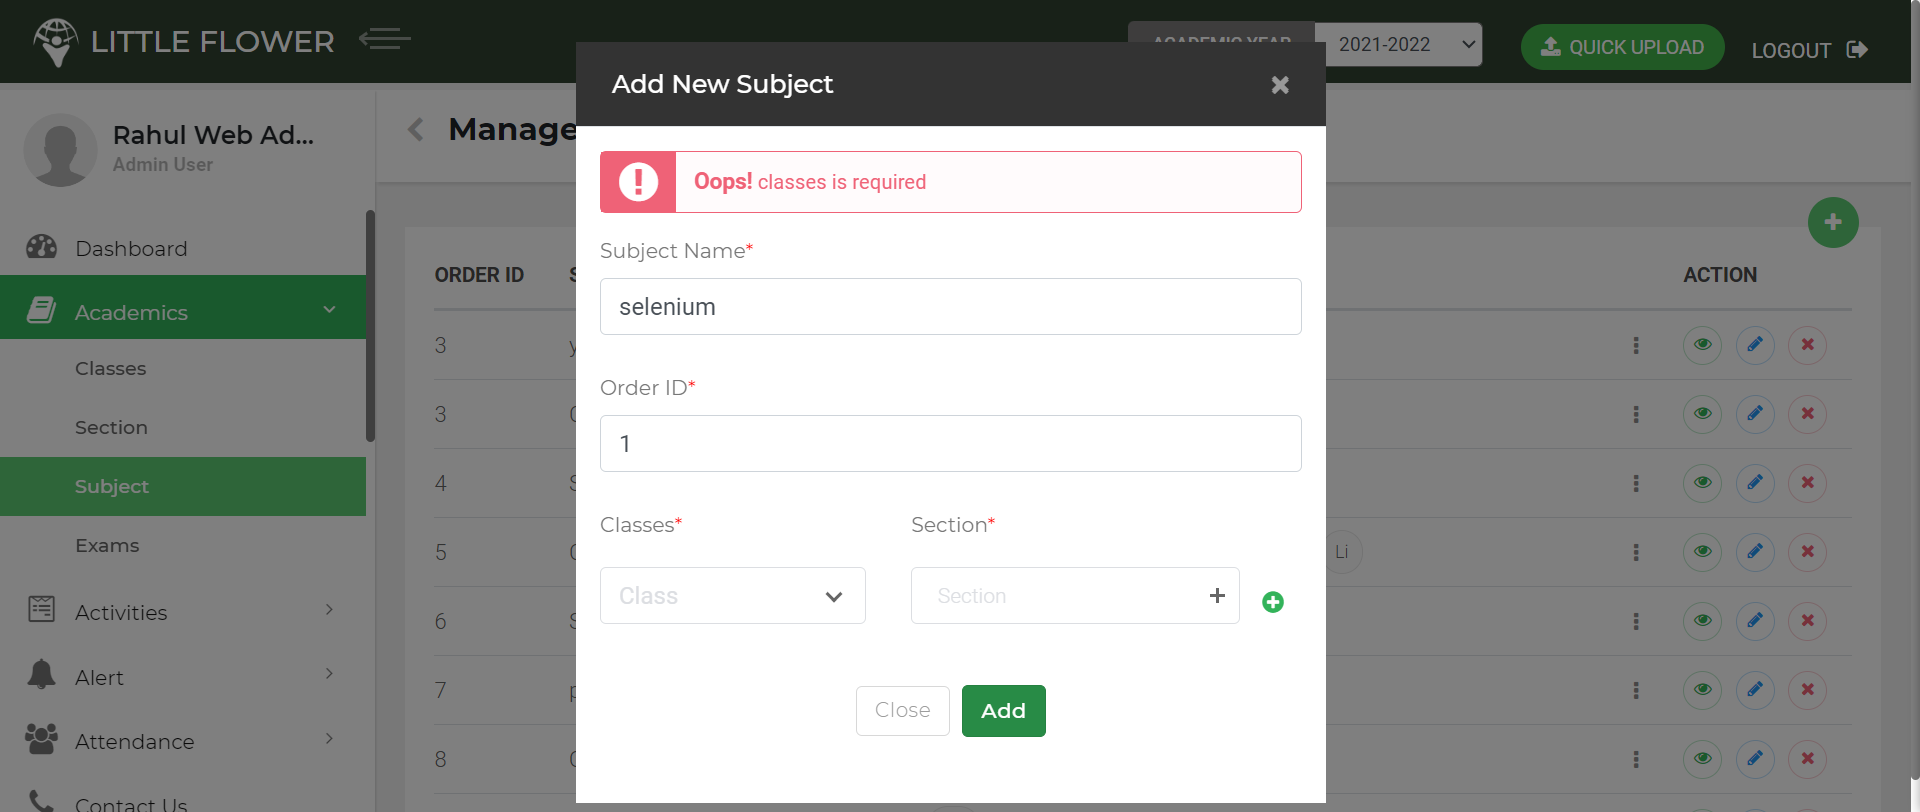 LITTLE FLOWER
ACADEMIC YEAR
2021-2022
QUICK UPLOAD
LOGOUT
Rahul Web Ad...
Admin User
Dashboard
Academics
Classes
Section
Subject
Exams
Activities
Alert
Attendance
Contact Us
Manage
ORDER ID
S
ACTION
3
y
3
4
S
5
Li
6
S
7
p
8
Add New Subject
Oops! classes is required
Subject Name*
selenium
Order ID*
1
Classes*
Section*
Class
Section
Close
Add